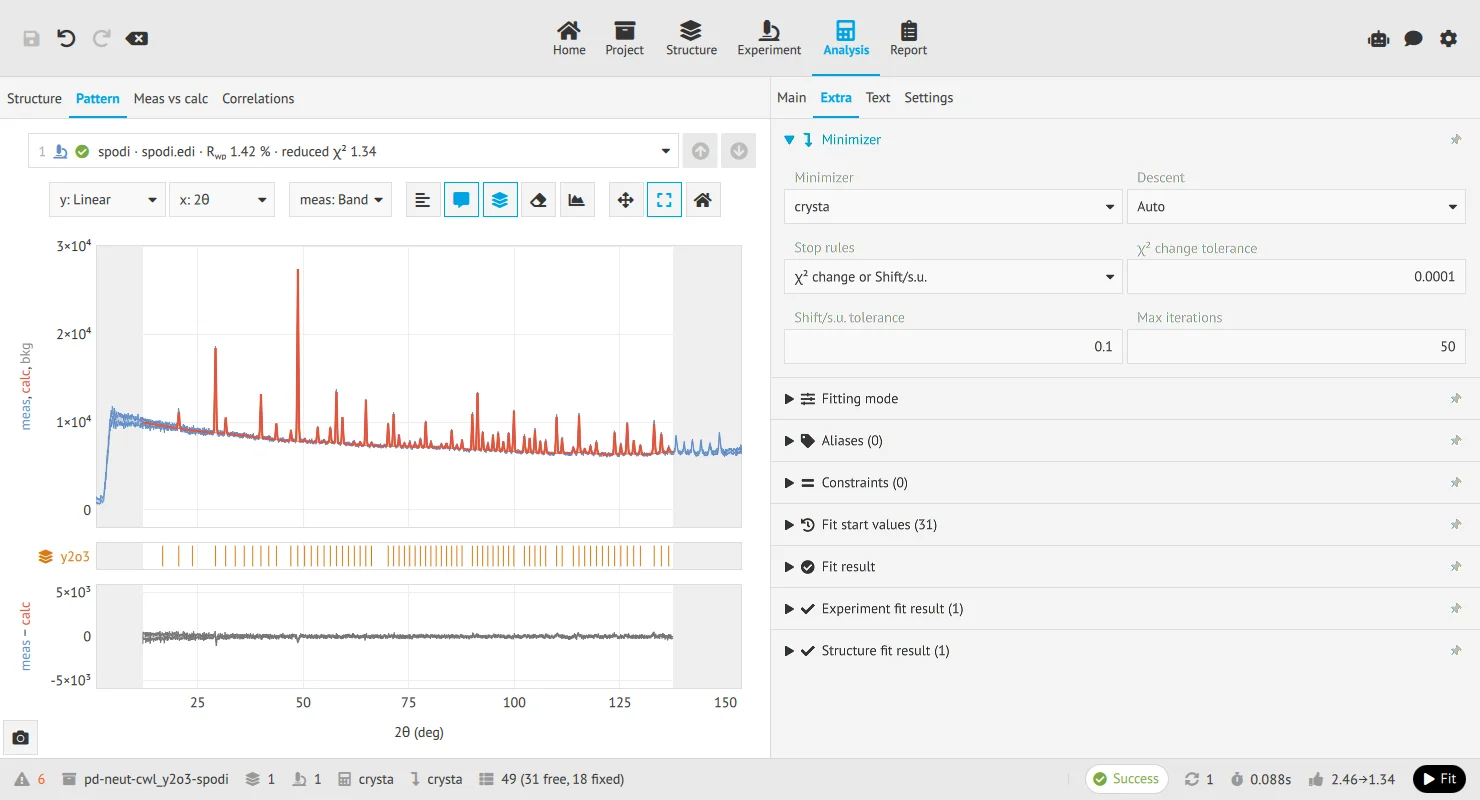 Home Project Structure Experiment Analysis Report
Structure Pattern Meas vs calc Correlations
Main Extra Text Settings
1 spodi · spodi.edi · Rwp 1.42 % · reduced χ² 1.34
y: Linear x: 2θ meas: Band
3×10⁴
2×10⁴
1×10⁴
0
meas, calc, bkg
y2o3
5×10³
0
-5×10³
meas − calc
25 50 75 100 125 150
2θ (deg)
Minimizer
Minimizer Descent
crysta Auto
Stop rules χ² change tolerance
χ² change or Shift/s.u. 0.0001
Shift/s.u. tolerance Max iterations
0.1 50
Fitting mode
Aliases (0)
Constraints (0)
Fit start values (31)
Fit result
Experiment fit result (1)
Structure fit result (1)
6 pd-neut-cwl_y2o3-spodi 1 1 crysta crysta 49 (31 free, 18 fixed) Success 1 0.088s 2.46→1.34 Fit